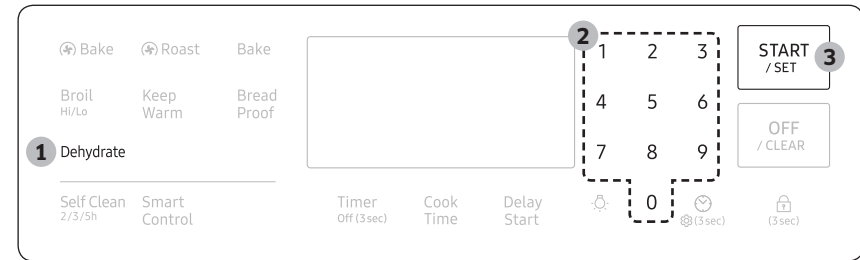 Bake Roast Bake
Broil Keep Bread
Hi/Lo Warm Proof
1 Dehydrate
Self Clean Smart
2/3/5h Control
Timer Cook Delay
Off (3 sec) Time Start
2
1 2 3
4 5 6
7 8 9
0
(3 sec)
START
/ SET
3
OFF
/ CLEAR
(3 sec)